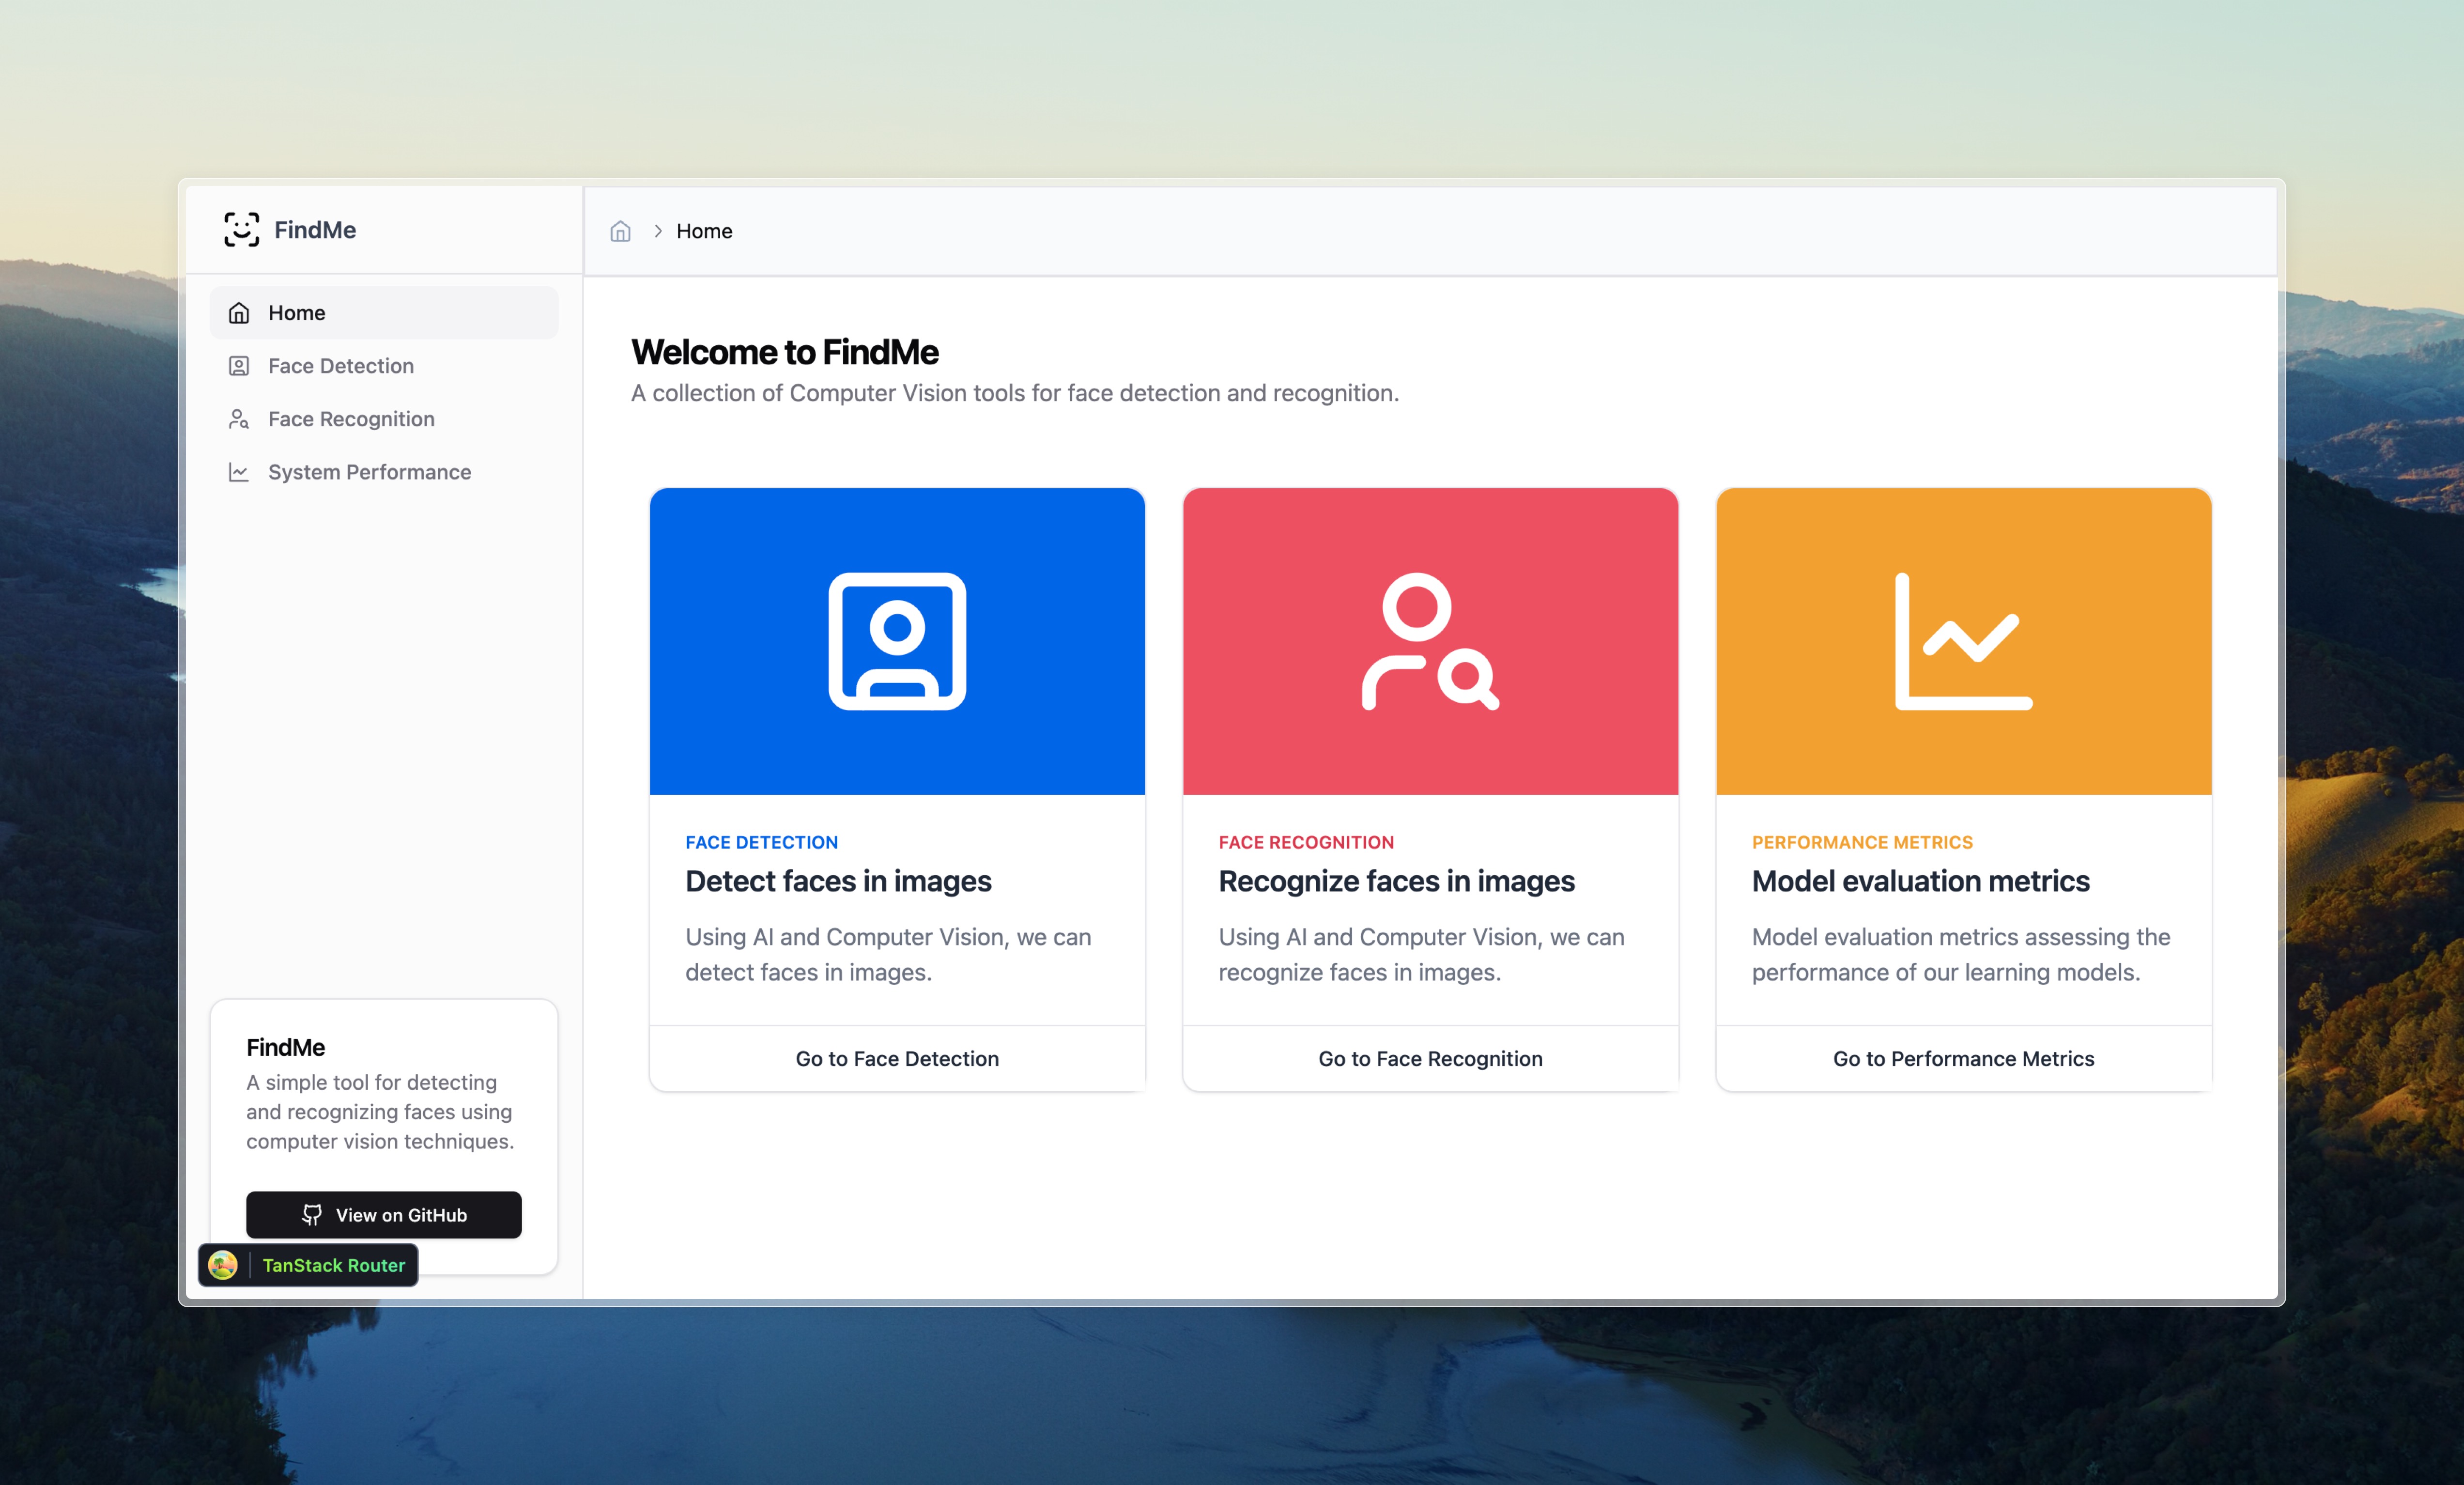 FindMe
Home
Face Detection
Face Recognition
System Performance
FindMe
A simple tool for detecting
and recognizing faces using
computer vision techniques.
View on GitHub
TanStack Router
Home
Welcome to FindMe
A collection of Computer Vision tools for face detection and recognition.
FACE DETECTION
Detect faces in images
Using AI and Computer Vision, we can
detect faces in images.
Go to Face Detection
FACE RECOGNITION
Recognize faces in images
Using AI and Computer Vision, we can
recognize faces in images.
Go to Face Recognition
PERFORMANCE METRICS
Model evaluation metrics
Model evaluation metrics assessing the
performance of our learning models.
Go to Performance Metrics